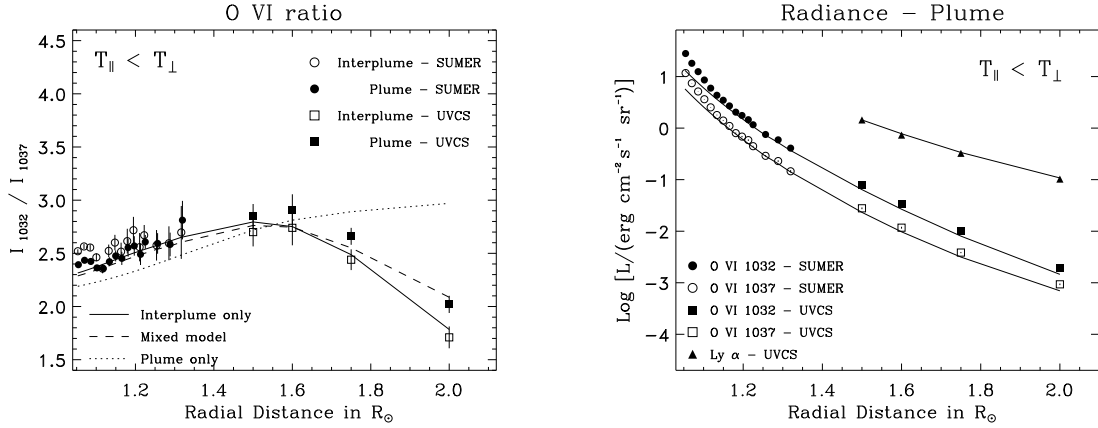 O VI ratio
T∥ < T⊥
Interplume – SUMER
Plume – SUMER
Interplume – UVCS
Plume – UVCS
I 1032 / I 1037
4.5
4.0
3.5
3.0
2.5
2.0
1.5
Interplume only
Mixed model
Plume only
1.2
1.4
1.6
1.8
2.0
Radial Distance in R☉
Radiance – Plume
T∥ < T⊥
Log [L/(erg cm⁻² s⁻¹ sr⁻¹)]
1
0
−1
−2
−3
−4
O VI 1032 – SUMER
O VI 1037 – SUMER
O VI 1032 – UVCS
O VI 1037 – UVCS
Ly α – UVCS
1.2
1.4
1.6
1.8
2.0
Radial Distance in R☉